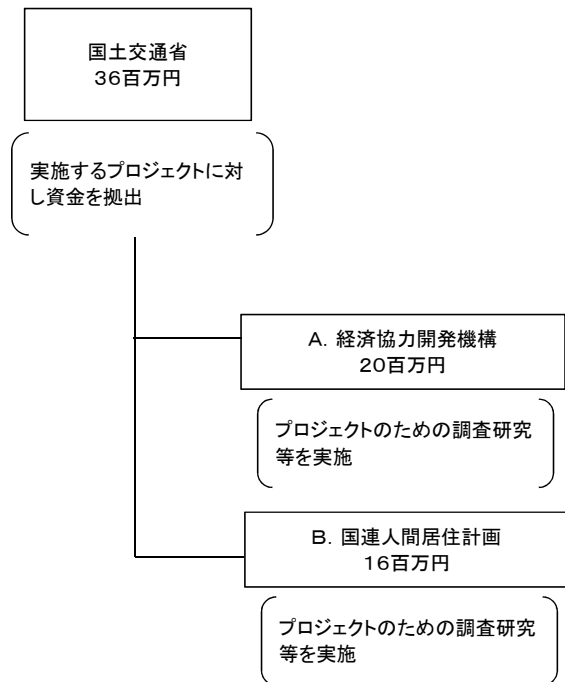 国土交通省
３６百万円
実施するプロジェクトに対
し資金を拠出
Ａ．経済協力開発機構
２０百万円
プロジェクトのための調査研究
等を実施
Ｂ．国連人間居住計画
１６百万円
プロジェクトのための調査研究
等を実施